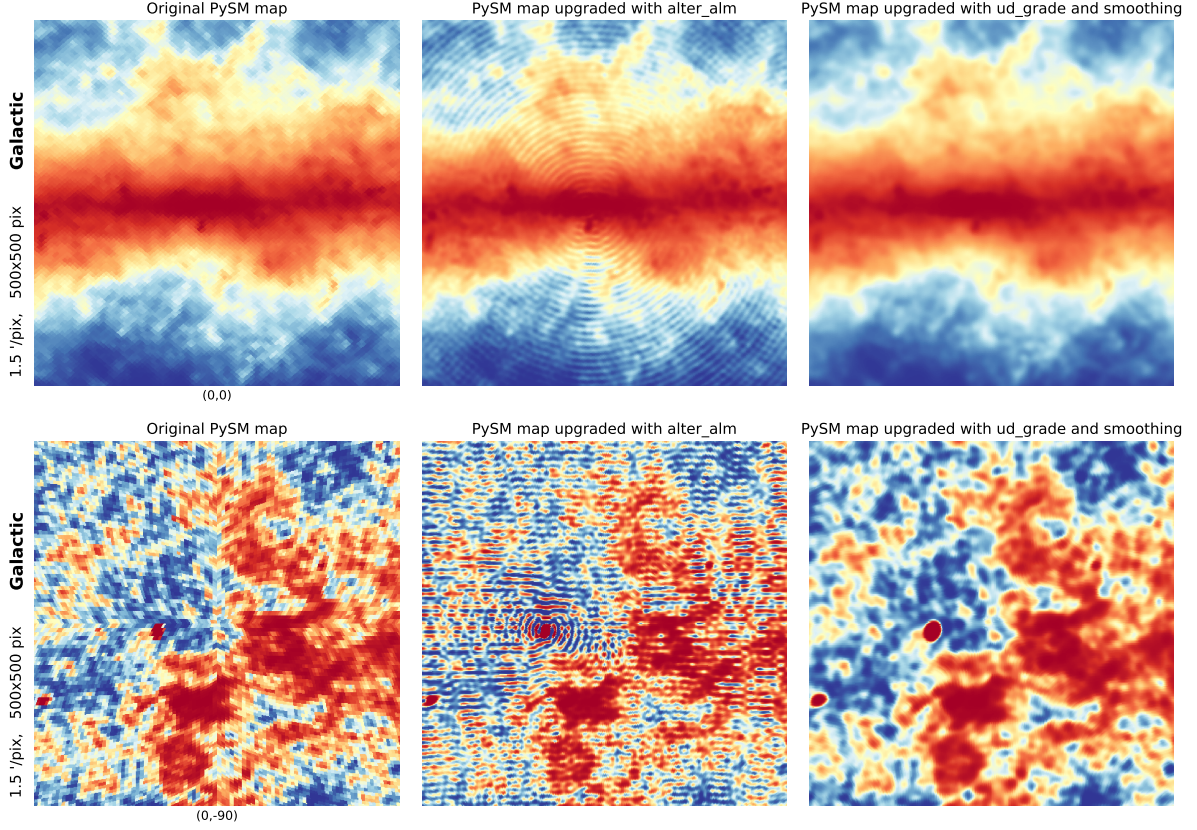 Original PySM map
PySM map upgraded with alter_alm
PySM map upgraded with ud_grade and smoothing
Galactic
1.5 '/pix,   500x500 pix
(0,0)
Original PySM map
PySM map upgraded with alter_alm
PySM map upgraded with ud_grade and smoothing
Galactic
1.5 '/pix,   500x500 pix
(0,-90)